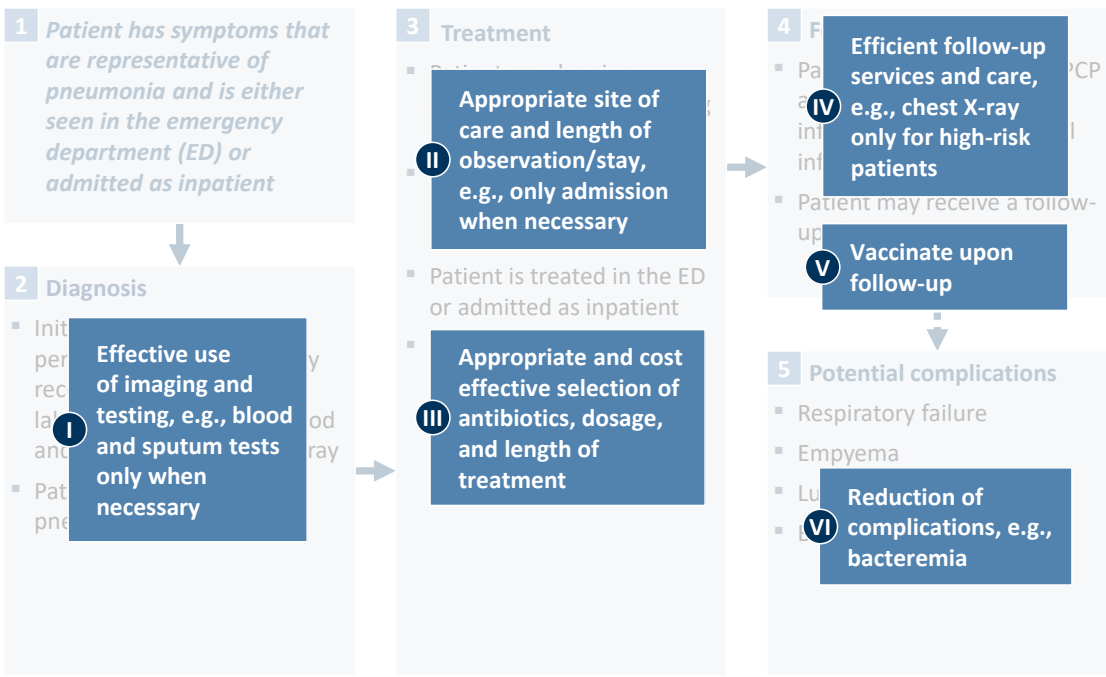 1 Patient has symptoms that
are representative of
pneumonia and is either
seen in the emergency
department (ED) or
admitted as inpatient
2 Diagnosis
I
Effective use
of imaging and
testing, e.g., blood
and sputum tests
only when
necessary
3 Treatment
II
Appropriate site of
care and length of
observation/stay,
e.g., only admission
when necessary
Patient is treated in the ED
or admitted as inpatient
III
Appropriate and cost
effective selection of
antibiotics, dosage,
and length of
treatment
4
IV
Efficient follow-up
services and care,
e.g., chest X-ray
only for high-risk
patients
PCP
Patient may receive a follow-
up
V
Vaccinate upon
follow-up
5 Potential complications
Respiratory failure
Empyema
VI
Reduction of
complications, e.g.,
bacteremia